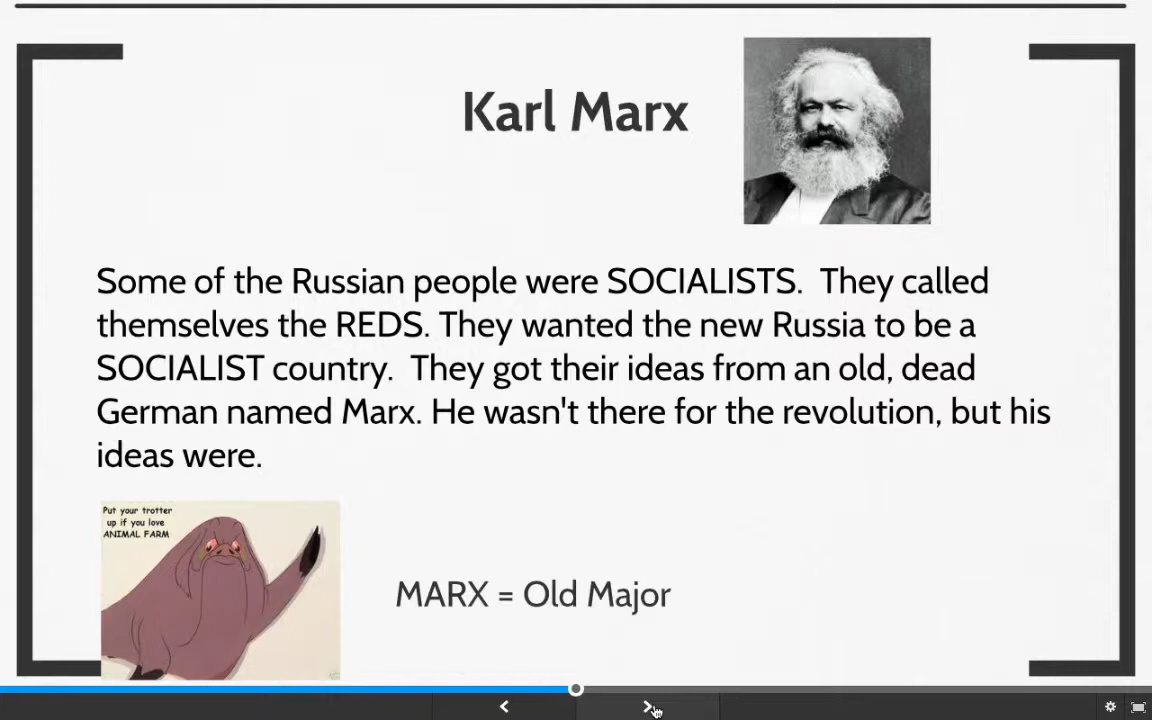 Karl Marx
Some of the Russian people were SOCIALISTS.  They called
themselves the REDS. They wanted the new Russia to be a
SOCIALIST country.  They got their ideas from an old, dead
German named Marx. He wasn't there for the revolution, but his
ideas were.
Put your trotter
up if you love
ANIMAL FARM
MARX = Old Major